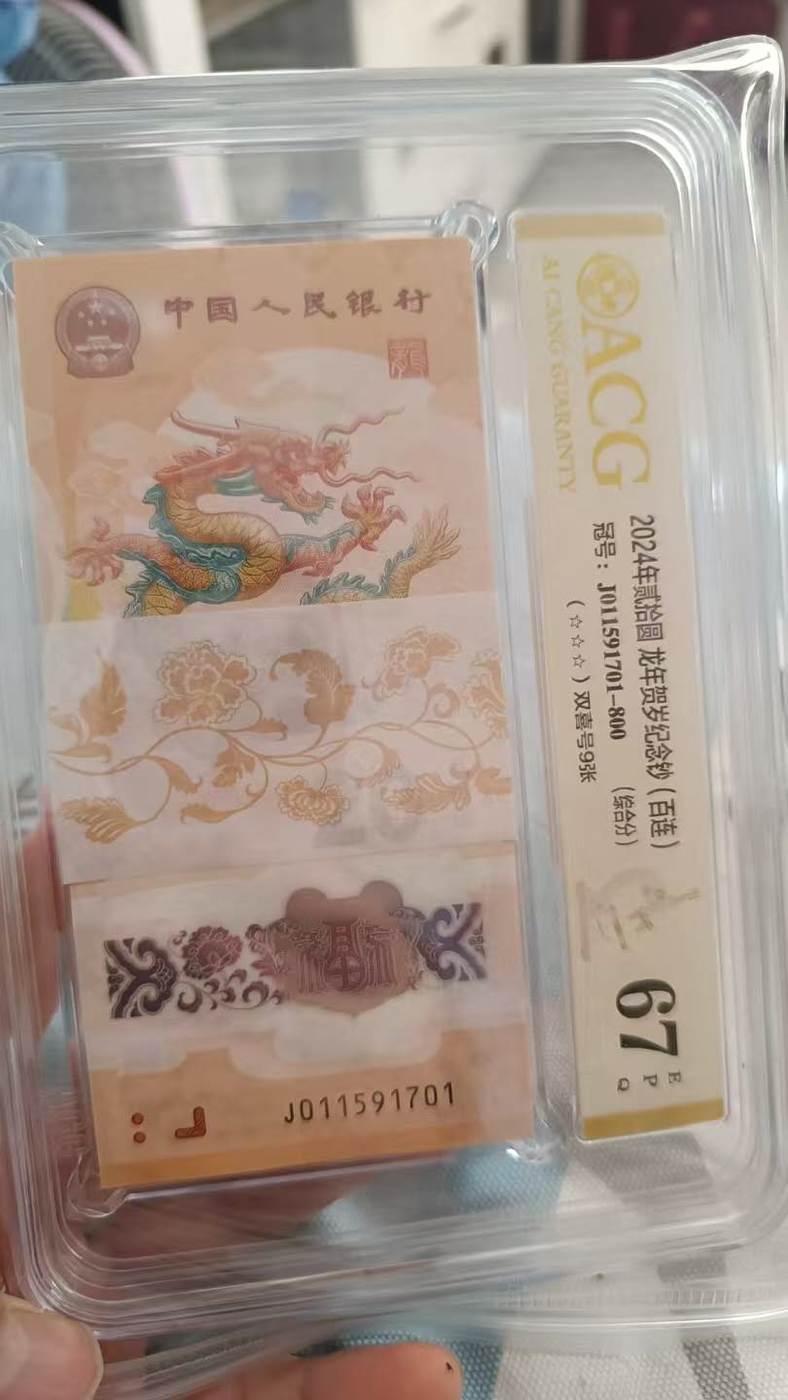 中国人民银行
龍
J011591701
ACG
AI CANG GUARANTY
2024年贰拾圆 龙年贺岁纪念钞（百连）
冠号：J011591701-800
（综合分）
（☆☆☆）双喜号9张
67
E
P
Q